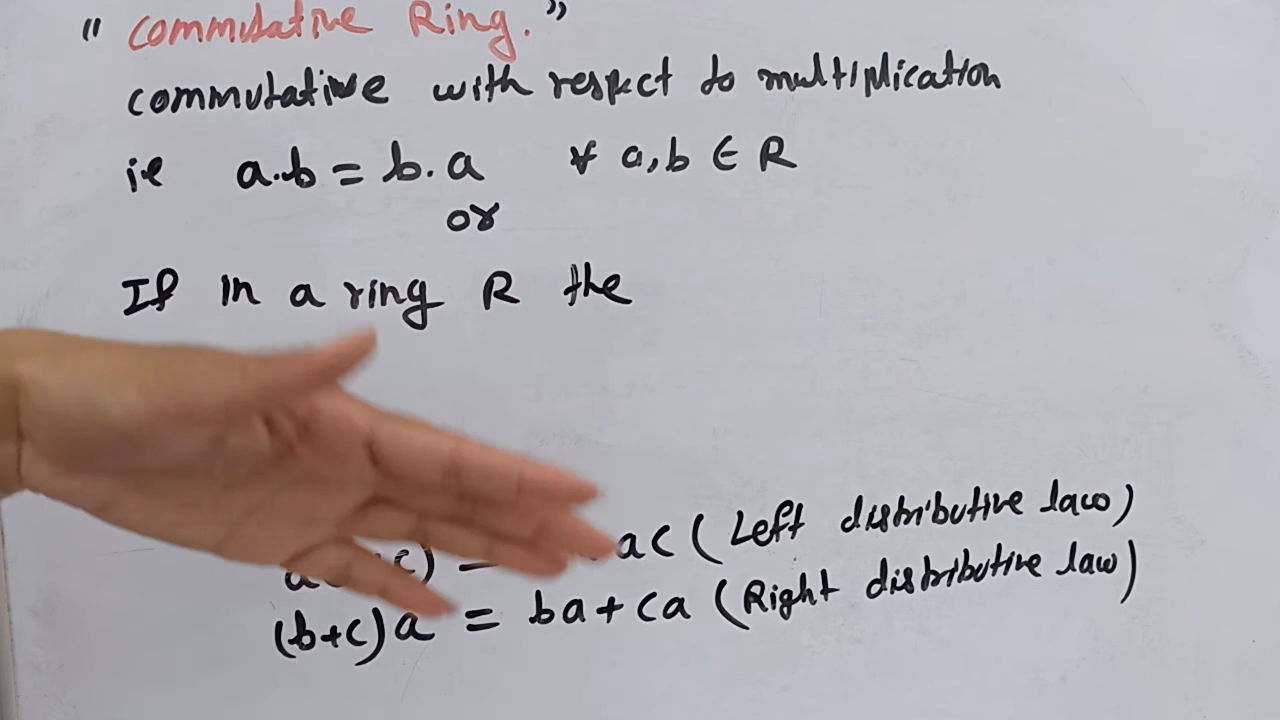 " Commutative Ring. "
commutative with respect to multiplication
ie a.b = b.a ∀ a,b ∈ R
or
If in a ring R the
a c) = ac (Left distributive law)
(b+c)a = ba + ca (Right distributive law)